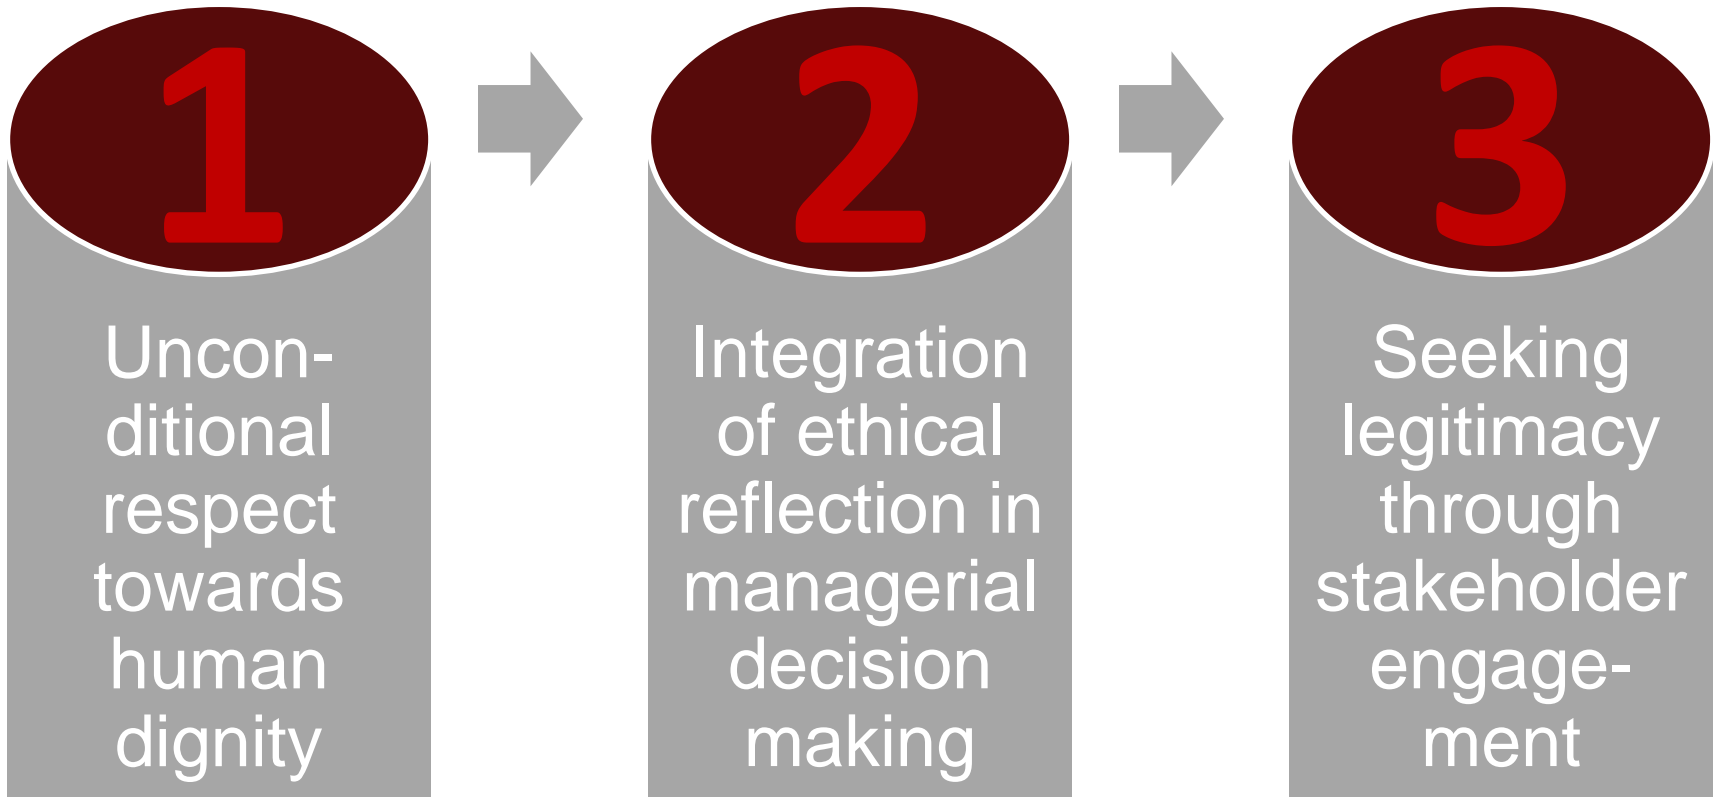 1
Uncon-
ditional
respect
towards
human
dignity
2
Integration
of ethical
reflection in
managerial
decision
making
3
Seeking
legitimacy
through
stakeholder
engage-
ment